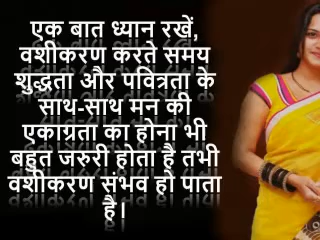 एक बात ध्यान रखें,
वशीकरण करते समय
शुद्धता और पवित्रता के
साथ-साथ मन की
एकाग्रता का होना भी
बहुत जरुरी होता है तभी
वशीकरण संभव हो पाता
है।